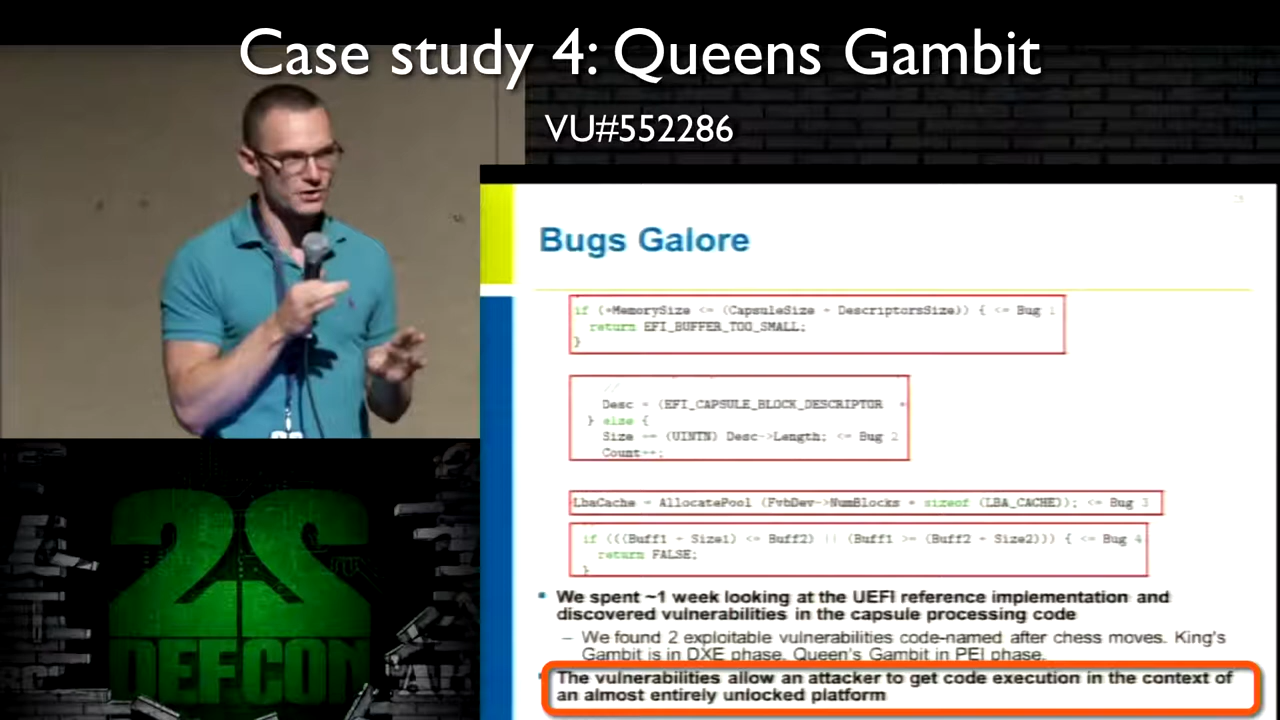 Case study 4: Queens Gambit
VU#552286
Bugs Galore
if (*MemorySize <= (CapsuleSize + DescriptorsSize)) { <= Bug 1
return EFI_BUFFER_TOO_SMALL;
}
//
Desc = (EFI_CAPSULE_BLOCK_DESCRIPTOR *
} else {
Size += (UINTN) Desc->Length; <= Bug 2
Count++;
LbaCache = AllocatePool (FvbDev->NumBlocks * sizeof (LBA_CACHE)); <= Bug 3
if (((Buff1 + Size1) <= Buff2) || (Buff1 >= (Buff2 + Size2))) { <= Bug 4
return FALSE;
}
• We spent ~1 week looking at the UEFI reference implementation and
discovered vulnerabilities in the capsule processing code
– We found 2 exploitable vulnerabilities code-named after chess moves. King's
Gambit is in DXE phase, Queen's Gambit in PEI phase.
The vulnerabilities allow an attacker to get code execution in the context of
an almost entirely unlocked platform
22
DEFCON